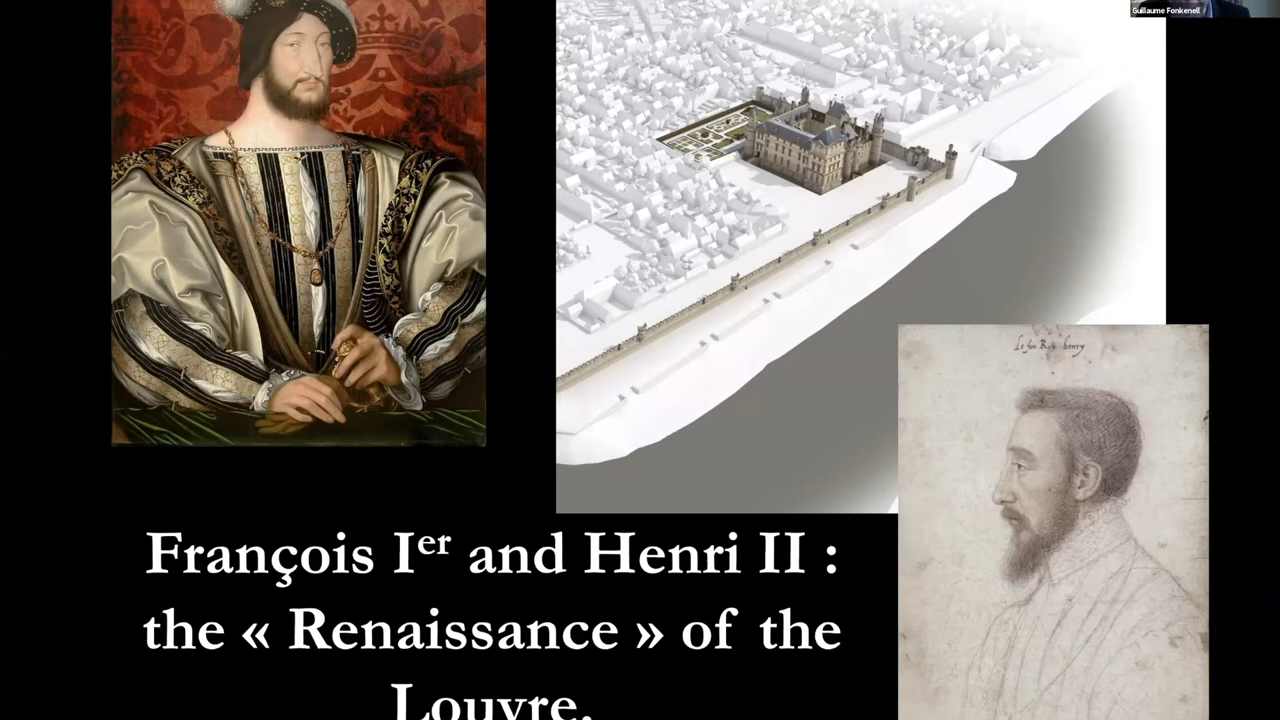 Guillaume Fonkenell
Le feu Roy henry
François Iᵉʳ and Henri II :
the « Renaissance » of the
Louvre.